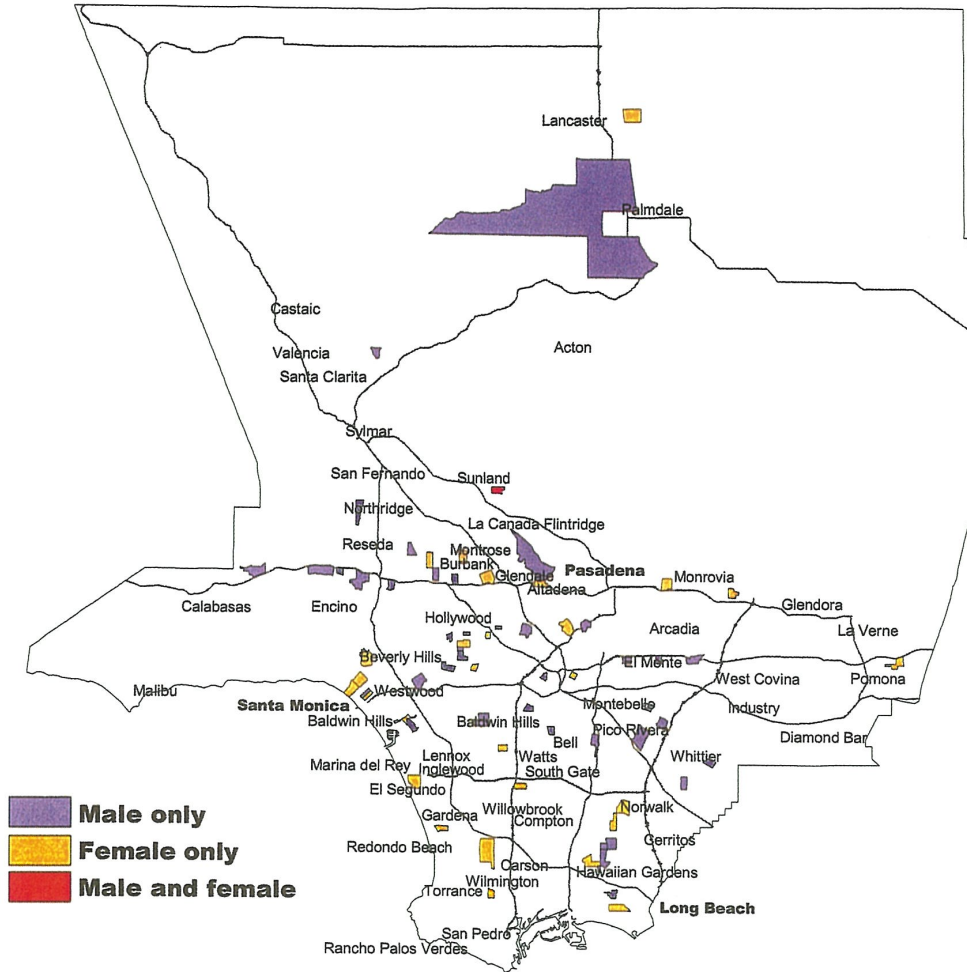 Lancaster
Palmdale
Castaic
Valencia
Acton
Santa Clarita
Sylmar
San Fernando
Sunland
Northridge
La Canada Flintridge
Reseda
Montrose
Burbank
Glendale
Pasadena
Altadena
Monrovia
Calabasas
Encino
Glendora
Hollywood
Arcadia
La Verne
Beverly Hills
El Monte
West Covina
Pomona
Malibu
Westwood
Santa Monica
Montebello
Industry
Baldwin Hills
Baldwin Hills
Bell
Pico Rivera
Diamond Bar
Marina del Rey
Lennox
Watts
Whittier
Inglewood
South Gate
El Segundo
Male only
Gardena
Willowbrook
Norwalk
Compton
Female only
Redondo Beach
Cerritos
Carson
Hawaiian Gardens
Male and female
Torrance
Wilmington
Long Beach
San Pedro
Rancho Palos Verdes